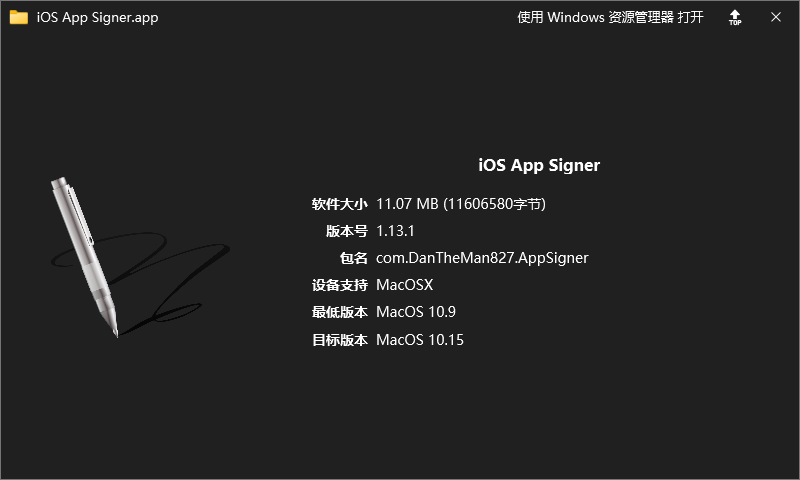 iOS App Signer.app
使用 Windows 资源管理器 打开
TOP
iOS App Signer
软件大小 11.07 MB (11606580字节)
版本号 1.13.1
包名 com.DanTheMan827.AppSigner
设备支持 MacOSX
最低版本 MacOS 10.9
目标版本 MacOS 10.15